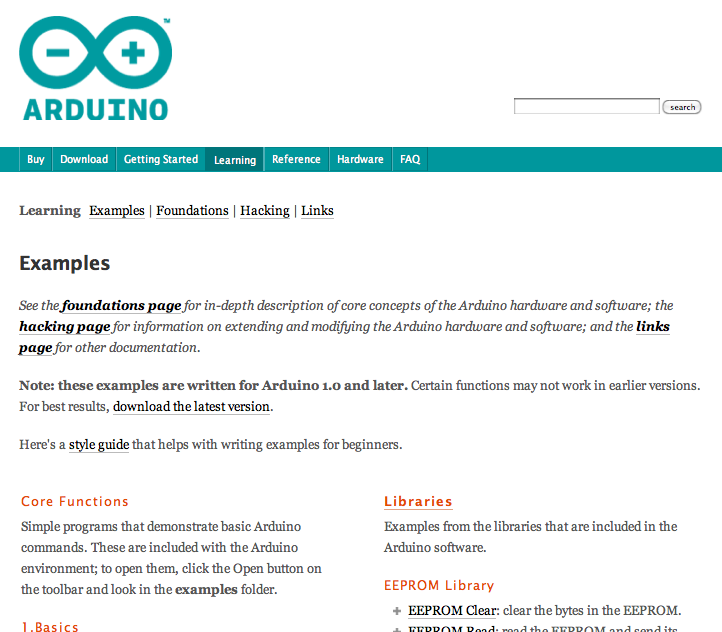 TM
ARDUINO
search
Buy Download Getting Started Learning Reference Hardware FAQ
Learning Examples | Foundations | Hacking | Links
Examples
See the foundations page for in-depth description of core concepts of the Arduino hardware and software; the
hacking page for information on extending and modifying the Arduino hardware and software; and the links
page for other documentation.
Note: these examples are written for Arduino 1.0 and later. Certain functions may not work in earlier versions.
For best results, download the latest version.
Here's a style guide that helps with writing examples for beginners.
Core Functions
Simple programs that demonstrate basic Arduino
commands. These are included with the Arduino
environment; to open them, click the Open button on
the toolbar and look in the examples folder.
1.Basics
Libraries
Examples from the libraries that are included in the
Arduino software.
EEPROM Library
EEPROM Clear: clear the bytes in the EEPROM.
EEPROM Read: read the EEPROM and send its